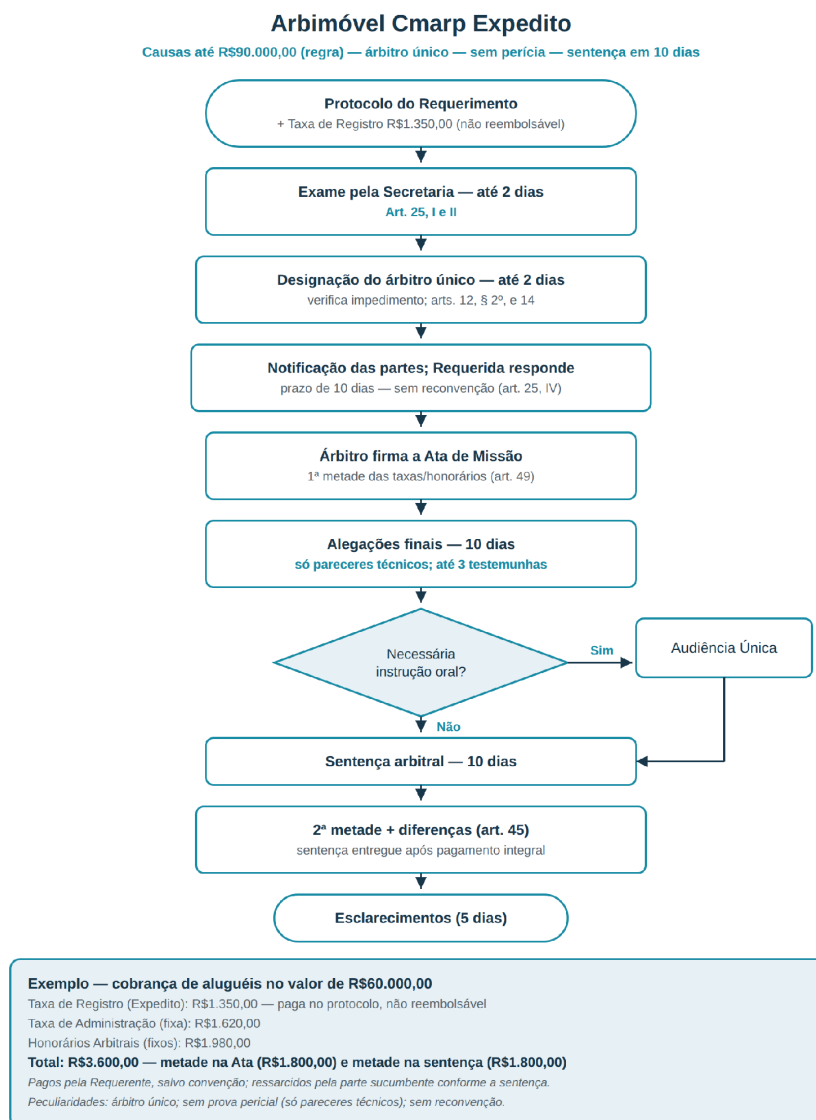 Arbimóvel Cmarp Expedito
Causas até R$90.000,00 (regra) — árbitro único — sem perícia — sentença em 10 dias
Protocolo do Requerimento
+ Taxa de Registro R$1.350,00 (não reembolsável)
Exame pela Secretaria — até 2 dias
Art. 25, I e II
Designação do árbitro único — até 2 dias
verifica impedimento; arts. 12, § 2º, e 14
Notificação das partes; Requerida responde
prazo de 10 dias — sem reconvenção (art. 25, IV)
Árbitro firma a Ata de Missão
1ª metade das taxas/honorários (art. 49)
Alegações finais — 10 dias
só pareceres técnicos; até 3 testemunhas
Necessária
instrução oral?
Sim
Audiência Única
Não
Sentença arbitral — 10 dias
2ª metade + diferenças (art. 45)
sentença entregue após pagamento integral
Esclarecimentos (5 dias)
Exemplo — cobrança de aluguéis no valor de R$60.000,00
Taxa de Registro (Expedito): R$1.350,00 — paga no protocolo, não reembolsável
Taxa de Administração (fixa): R$1.620,00
Honorários Arbitrais (fixos): R$1.980,00
Total: R$3.600,00 — metade na Ata (R$1.800,00) e metade na sentença (R$1.800,00)
Pagos pela Requerente, salvo convenção; ressarcidos pela parte sucumbente conforme a sentença.
Peculiaridades: árbitro único; sem prova pericial (só pareceres técnicos); sem reconvenção.